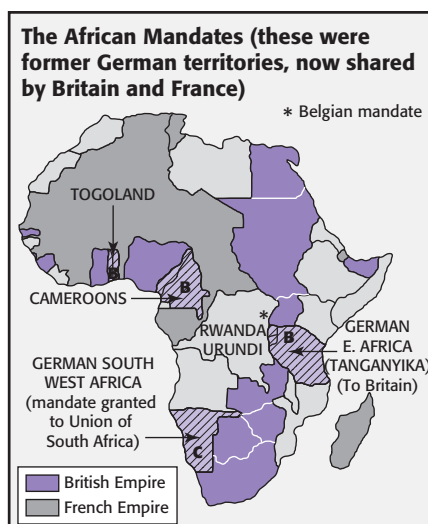 The African Mandates (these were
former German territories, now shared
by Britain and France)
* Belgian mandate
TOGOLAND
B
CAMEROONS
B
*
RWANDA
URUNDI
B
GERMAN
E. AFRICA
(TANGANYIKA)
(To Britain)
GERMAN SOUTH
WEST AFRICA
(mandate granted
to Union of
South Africa)
C
British Empire
French Empire